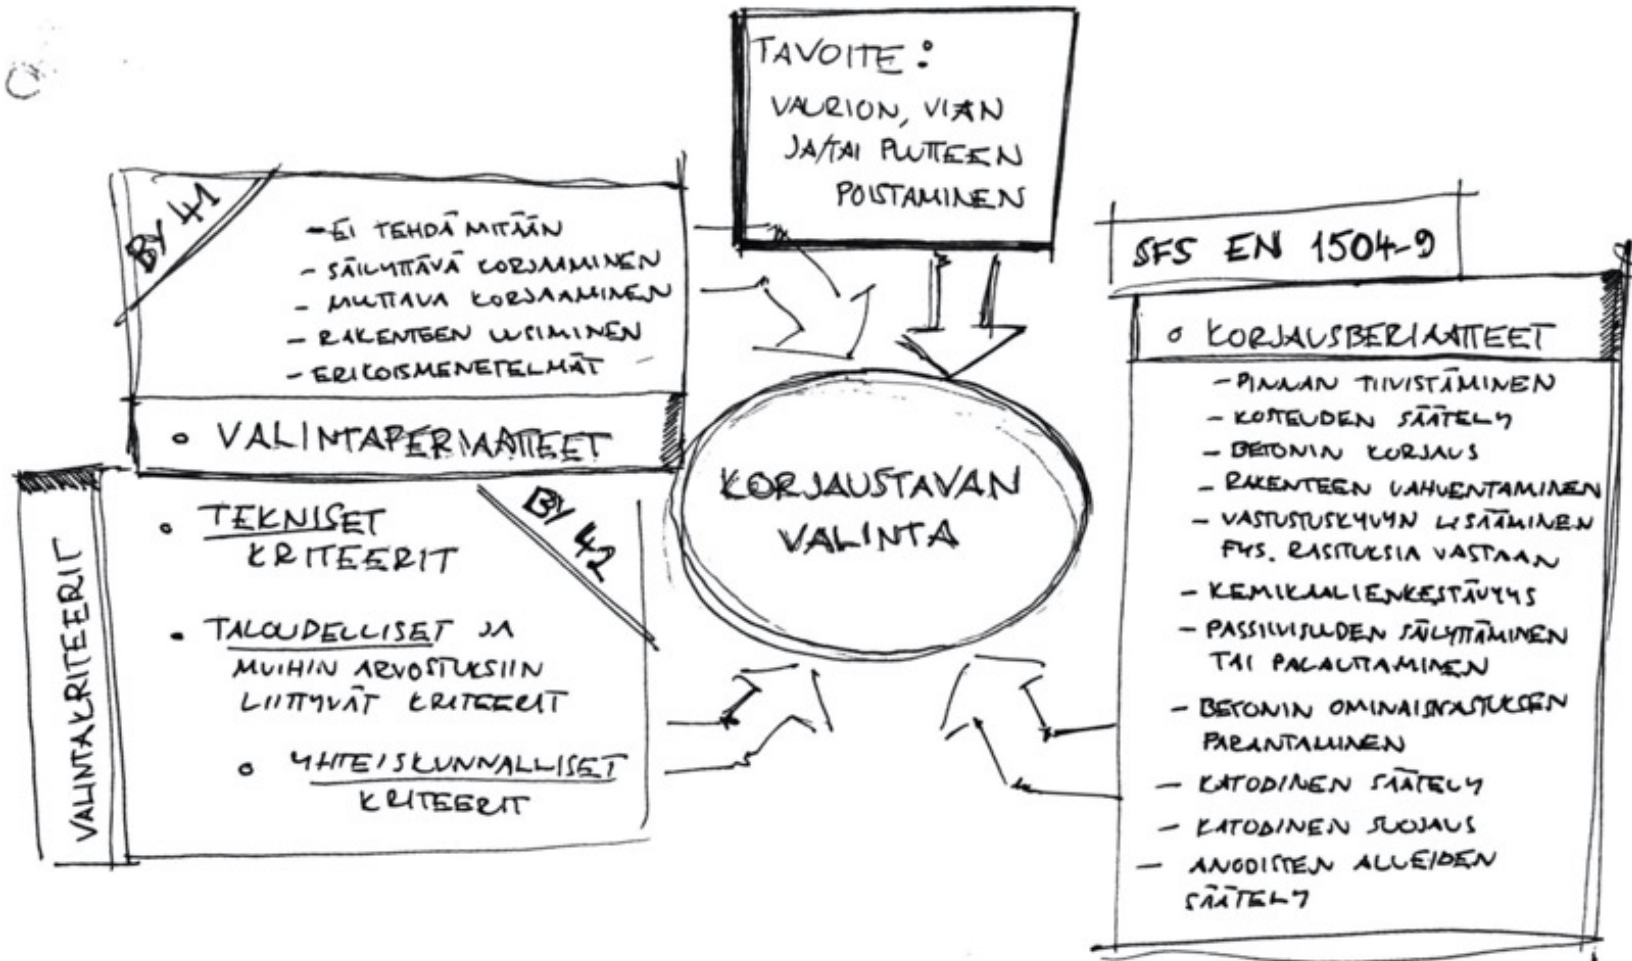 TAVOITE:
VAURION, VIAN
JA/TAI PUUTTEEN
POISTAMINEN
BY 41
- EI TEHDÄ MITÄÄN
- SÄILYTTÄVÄ KORJAAMINEN
- MUUTTAVA KORJAAMINEN
- RAKENTEEN UUSIMINEN
- ERIKOISMENETELMÄT
• VALINTAPERIAATTEET
VALINTAKRITEERIT
BY 42
• TEKNISET
KRITEERIT
• TALOUDELLISET JA
MUIHIN ARVOSTUKSIIN
LIITTYVÄT KRITEERIT
• YHTEISKUNNALLISET
KRITEERIT
KORJAUSTAVAN
VALINTA
SFS EN 1504-9
• KORJAUSPERIAATTEET
- PINNAN TIIVISTÄMINEN
- KOSTEUDEN SÄÄTELY
- BETONIN KORJAUS
- RAKENTEEN VAHVENTAMINEN
- VASTUSTUSKYVYN LISÄÄMINEN
FYS. RASITUKSIA VASTAAN
- KEMIKAALIENKESTÄVYYS
- PASSIIVISUUDEN SÄILYTTÄMINEN
TAI PALAUTTAMINEN
- BETONIN OMINAISVASTUKSEN
PARANTAMINEN
- KATODINEN SÄÄTELY
- KATODINEN SUOJAUS
- ANODISTEN ALUEIDEN
SÄÄTELY